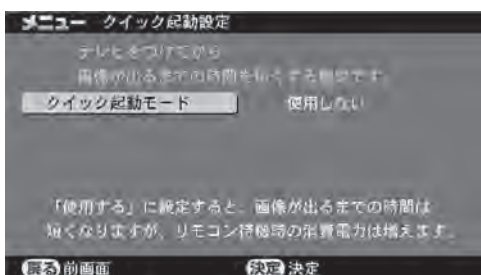 メニュー クイック起動設定
テレビをつけてから
画像が出るまでの時間を短くする機能です。
クイック起動モード 使用しない
「使用する」に設定すると、画像が出るまでの時間は
短くなりますが、リモコン待機時の消費電力は増えます。
戻る 前画面 決定 決定